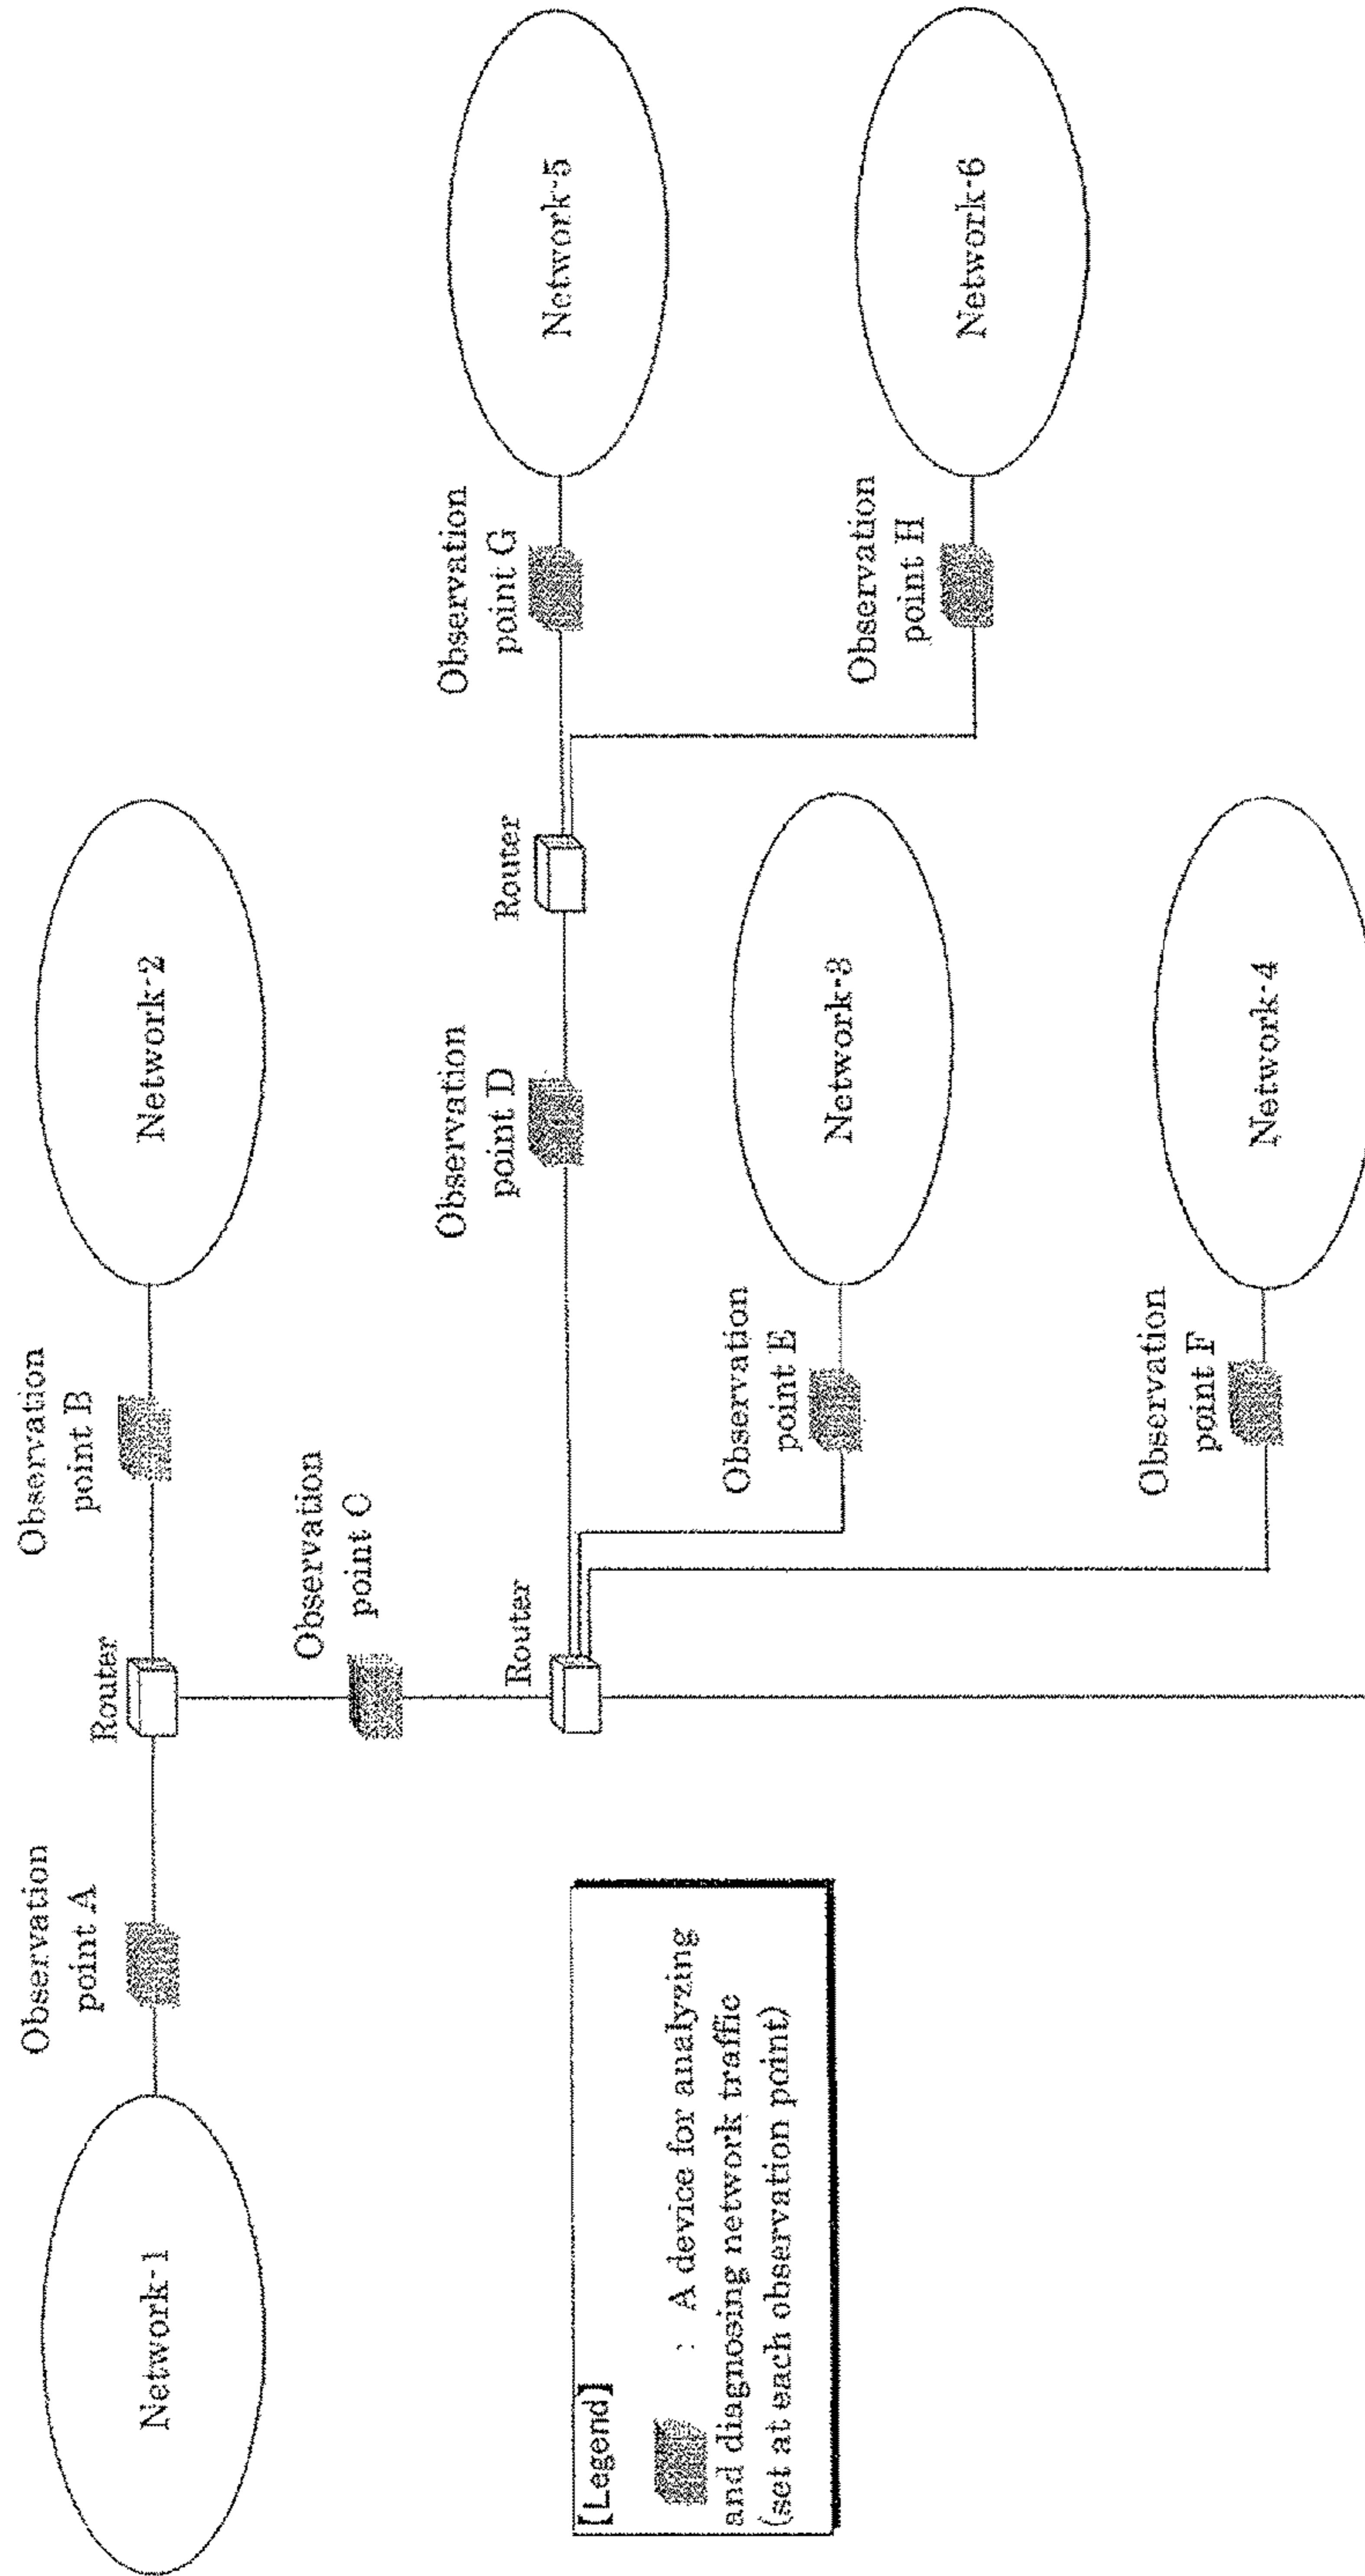 Observation
point A
Router
Observation
point B
Network-1
Network-2
Observation
point C
Router
Observation
point D
Router
Observation
point G
Network-5
Observation
point E
Network-3
Observation
point H
Network-6
Observation
point F
Network-4
【Legend】
: A device for analyzing
and diagnosing network traffic
(set at each observation point)